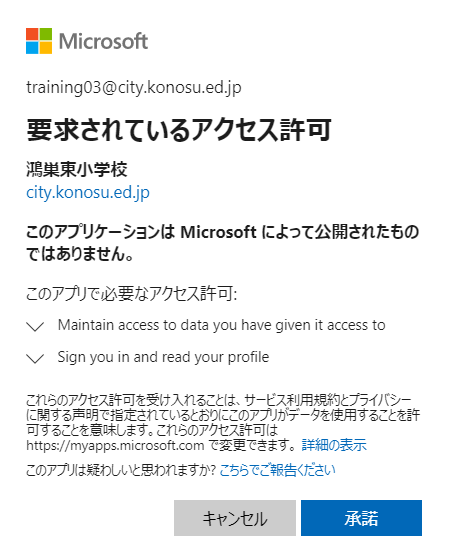 Microsoft
training03@city.konosu.ed.jp
要求されているアクセス許可
鴻巣東小学校
city.konosu.ed.jp
このアプリケーションは Microsoft によって公開されたもの
ではありません。
このアプリで必要なアクセス許可:
Maintain access to data you have given it access to
Sign you in and read your profile
これらのアクセス許可を受け入れることは、サービス利用規約とプライバシー
に関する声明で指定されているとおりにこのアプリがデータを使用することを許
可することを意味します。これらのアクセス許可は
https://myapps.microsoft.com で変更できます。 詳細の表示
このアプリは疑わしいと思われますか? こちらでご報告ください
キャンセル
承諾